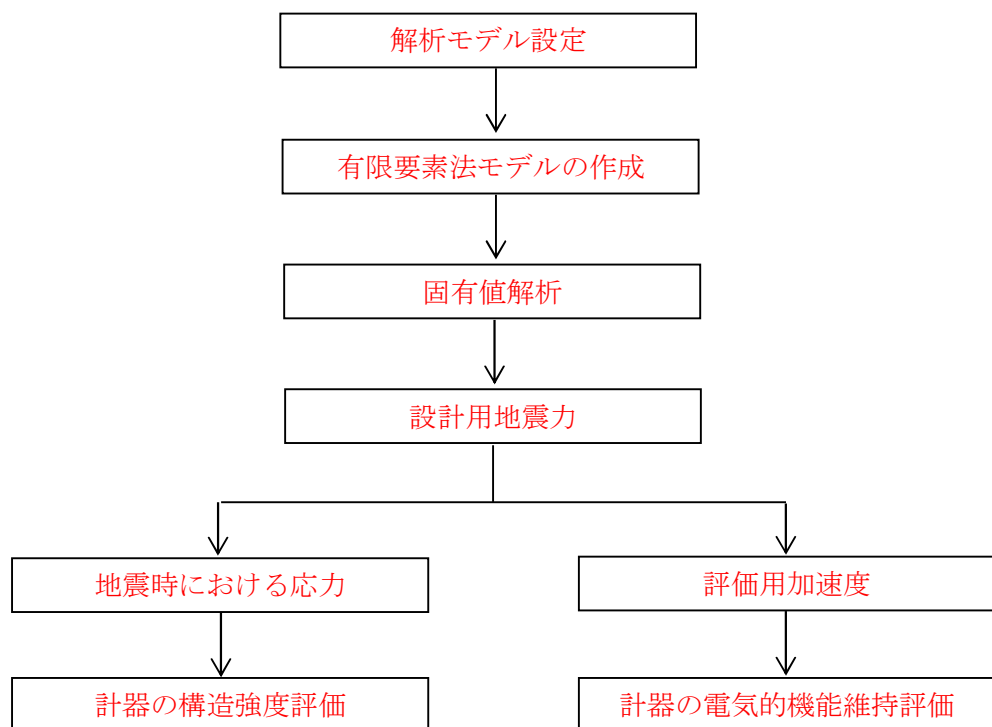 解析モデル設定
有限要素法モデルの作成
固有値解析
設計用地震力
地震時における応力
評価用加速度
計器の構造強度評価
計器の電気的機能維持評価